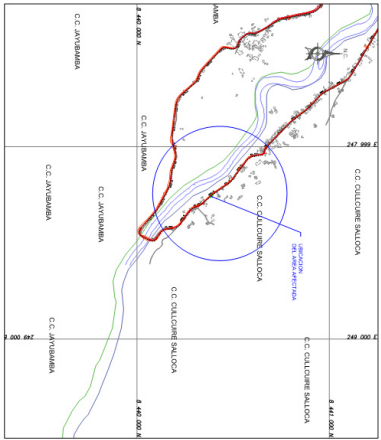 C.C. JAYUBAMBA
8 440 000 N
AMBA
N.C.
8 441 000 N
C.C. JAYUBAMBA
247 999 E
C.C. JAYUBAMBA
C.C. JAYUBAMBA
C.C. CULLCUIRE SALLOCA
C.C. CULLCUIRE SALLOCA
UBICACION
DEL AREA AFECTADA
C.C. JAYUBAMBA
C.C. CULLCUIRE SALLOCA
C.C. CULLCUIRE SALLOCA
249 000 E
249 000 E
8 440 000 N
8 441 000 N